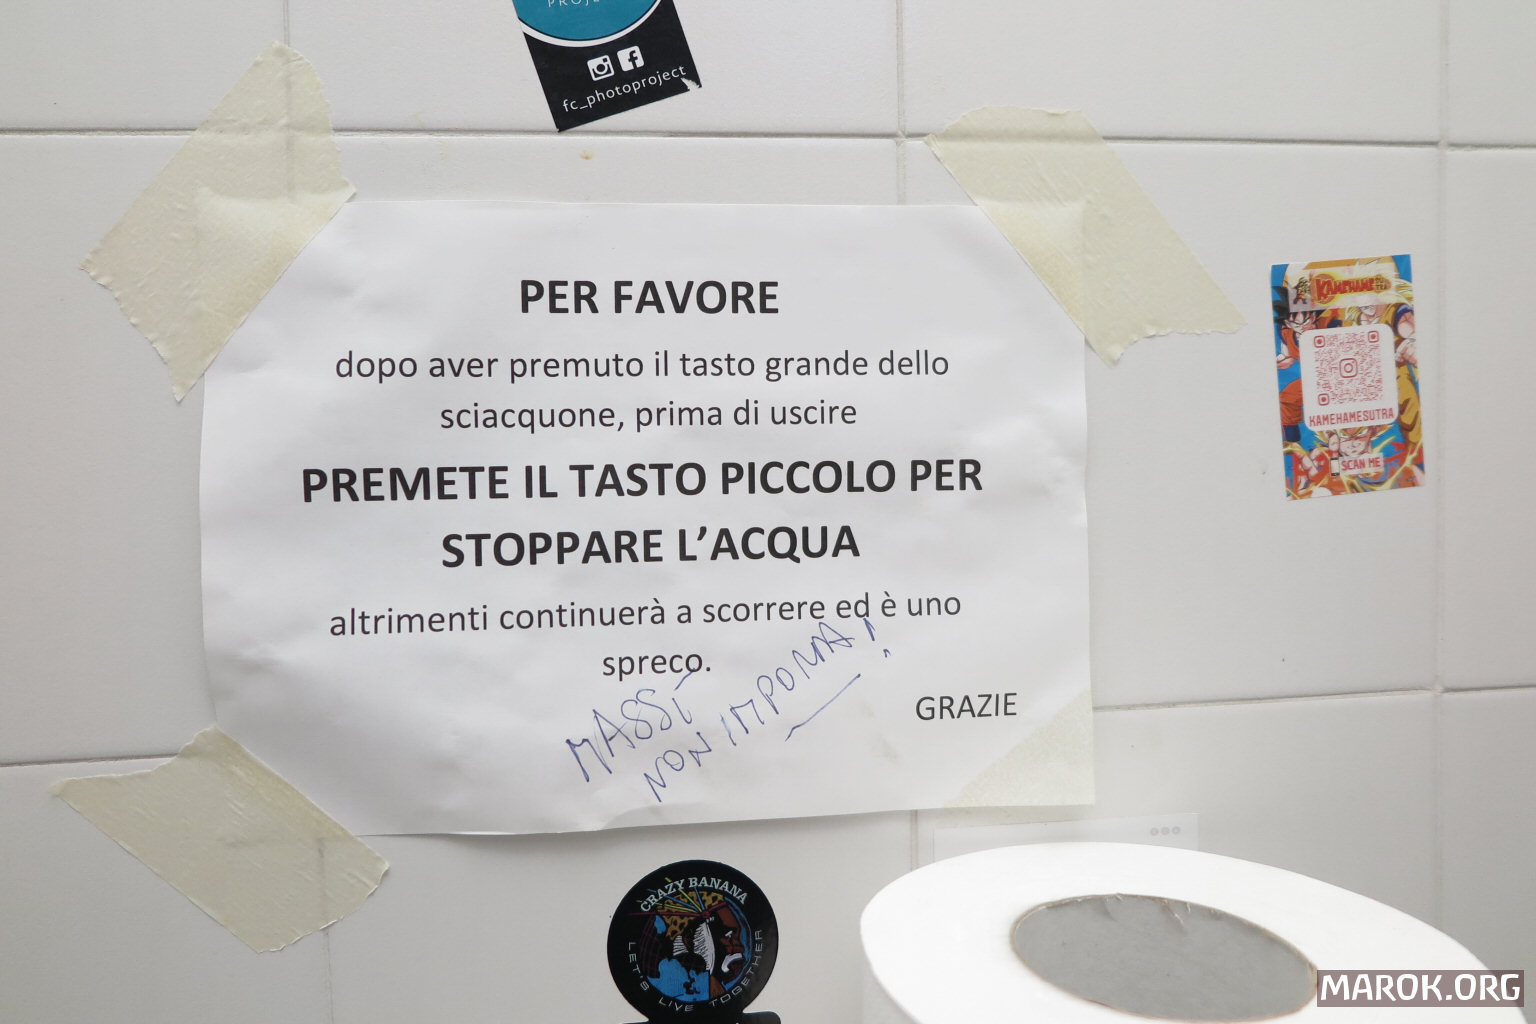 PROJECT
fc_photoproject
PER FAVORE
dopo aver premuto il tasto grande dello
sciacquone, prima di uscire
PREMETE IL TASTO PICCOLO PER
STOPPARE L'ACQUA
altrimenti continuerà a scorrere ed è uno
spreco.
GRAZIE
MASSÌ
NON IMPORTA!
KAMEHAME
KAMEHAMESUTRA
SCAN ME
CRAZY BANANA
LET'S LIVE TOGETHER
MAROK.ORG